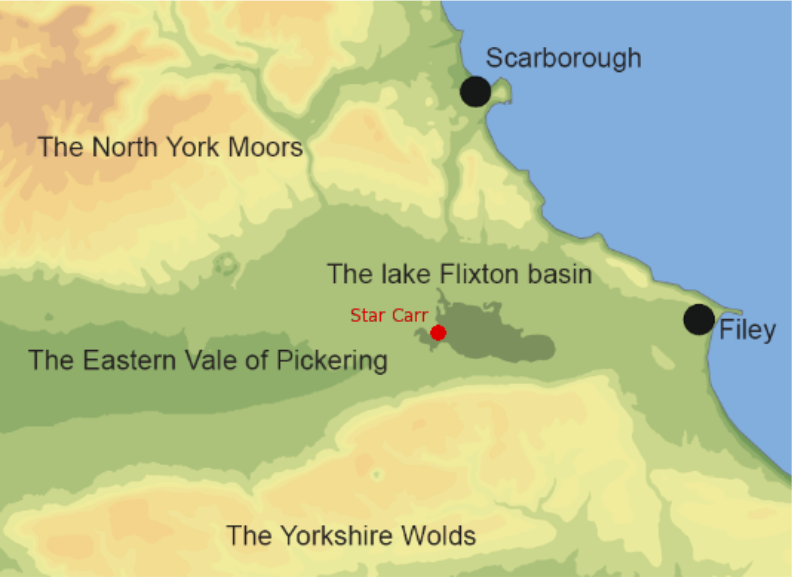 Scarborough
The North York Moors
The lake Flixton basin
Star Carr
Filey
The Eastern Vale of Pickering
The Yorkshire Wolds